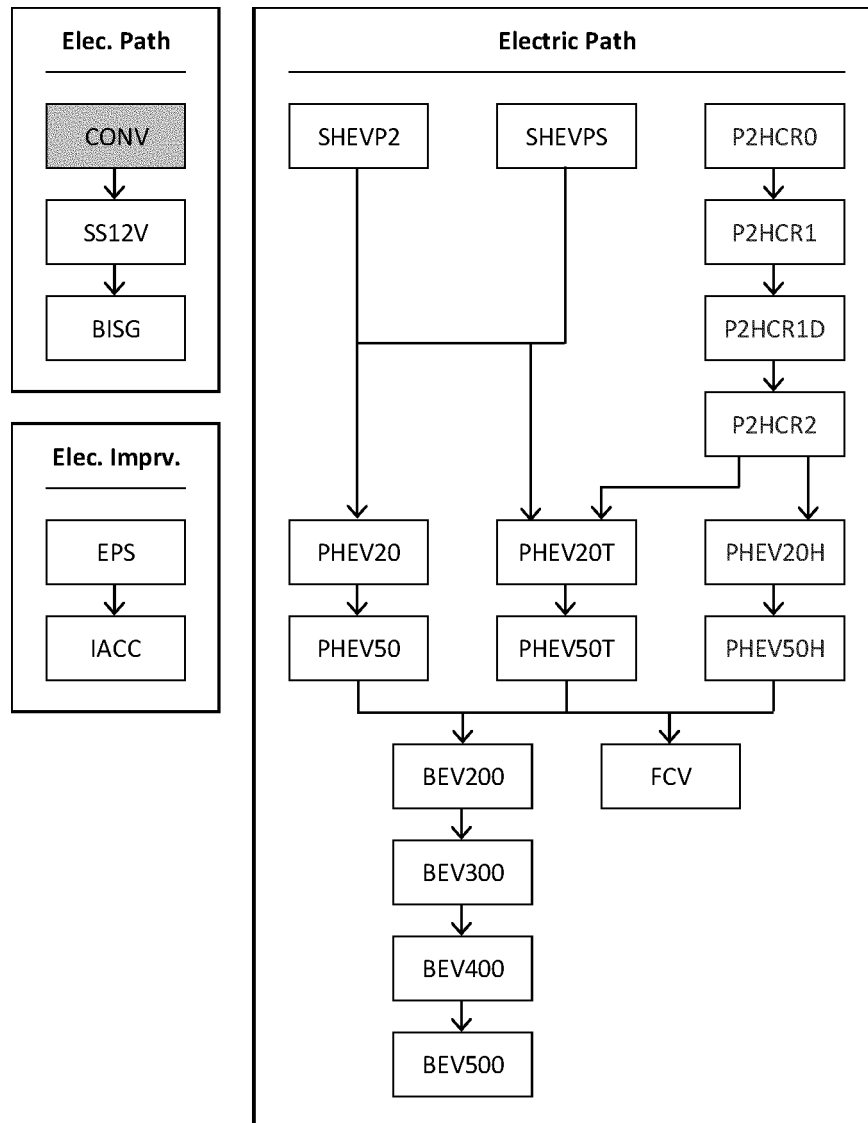 Elec. Path
CONV
SS12V
BISG
Elec. Imprv.
EPS
IACC
Electric Path
SHEVP2 SHEVPS P2HCR0
P2HCR1
P2HCR1D
P2HCR2
PHEV20 PHEV20T PHEV20H
PHEV50 PHEV50T PHEV50H
BEV200 FCV
BEV300
BEV400
BEV500